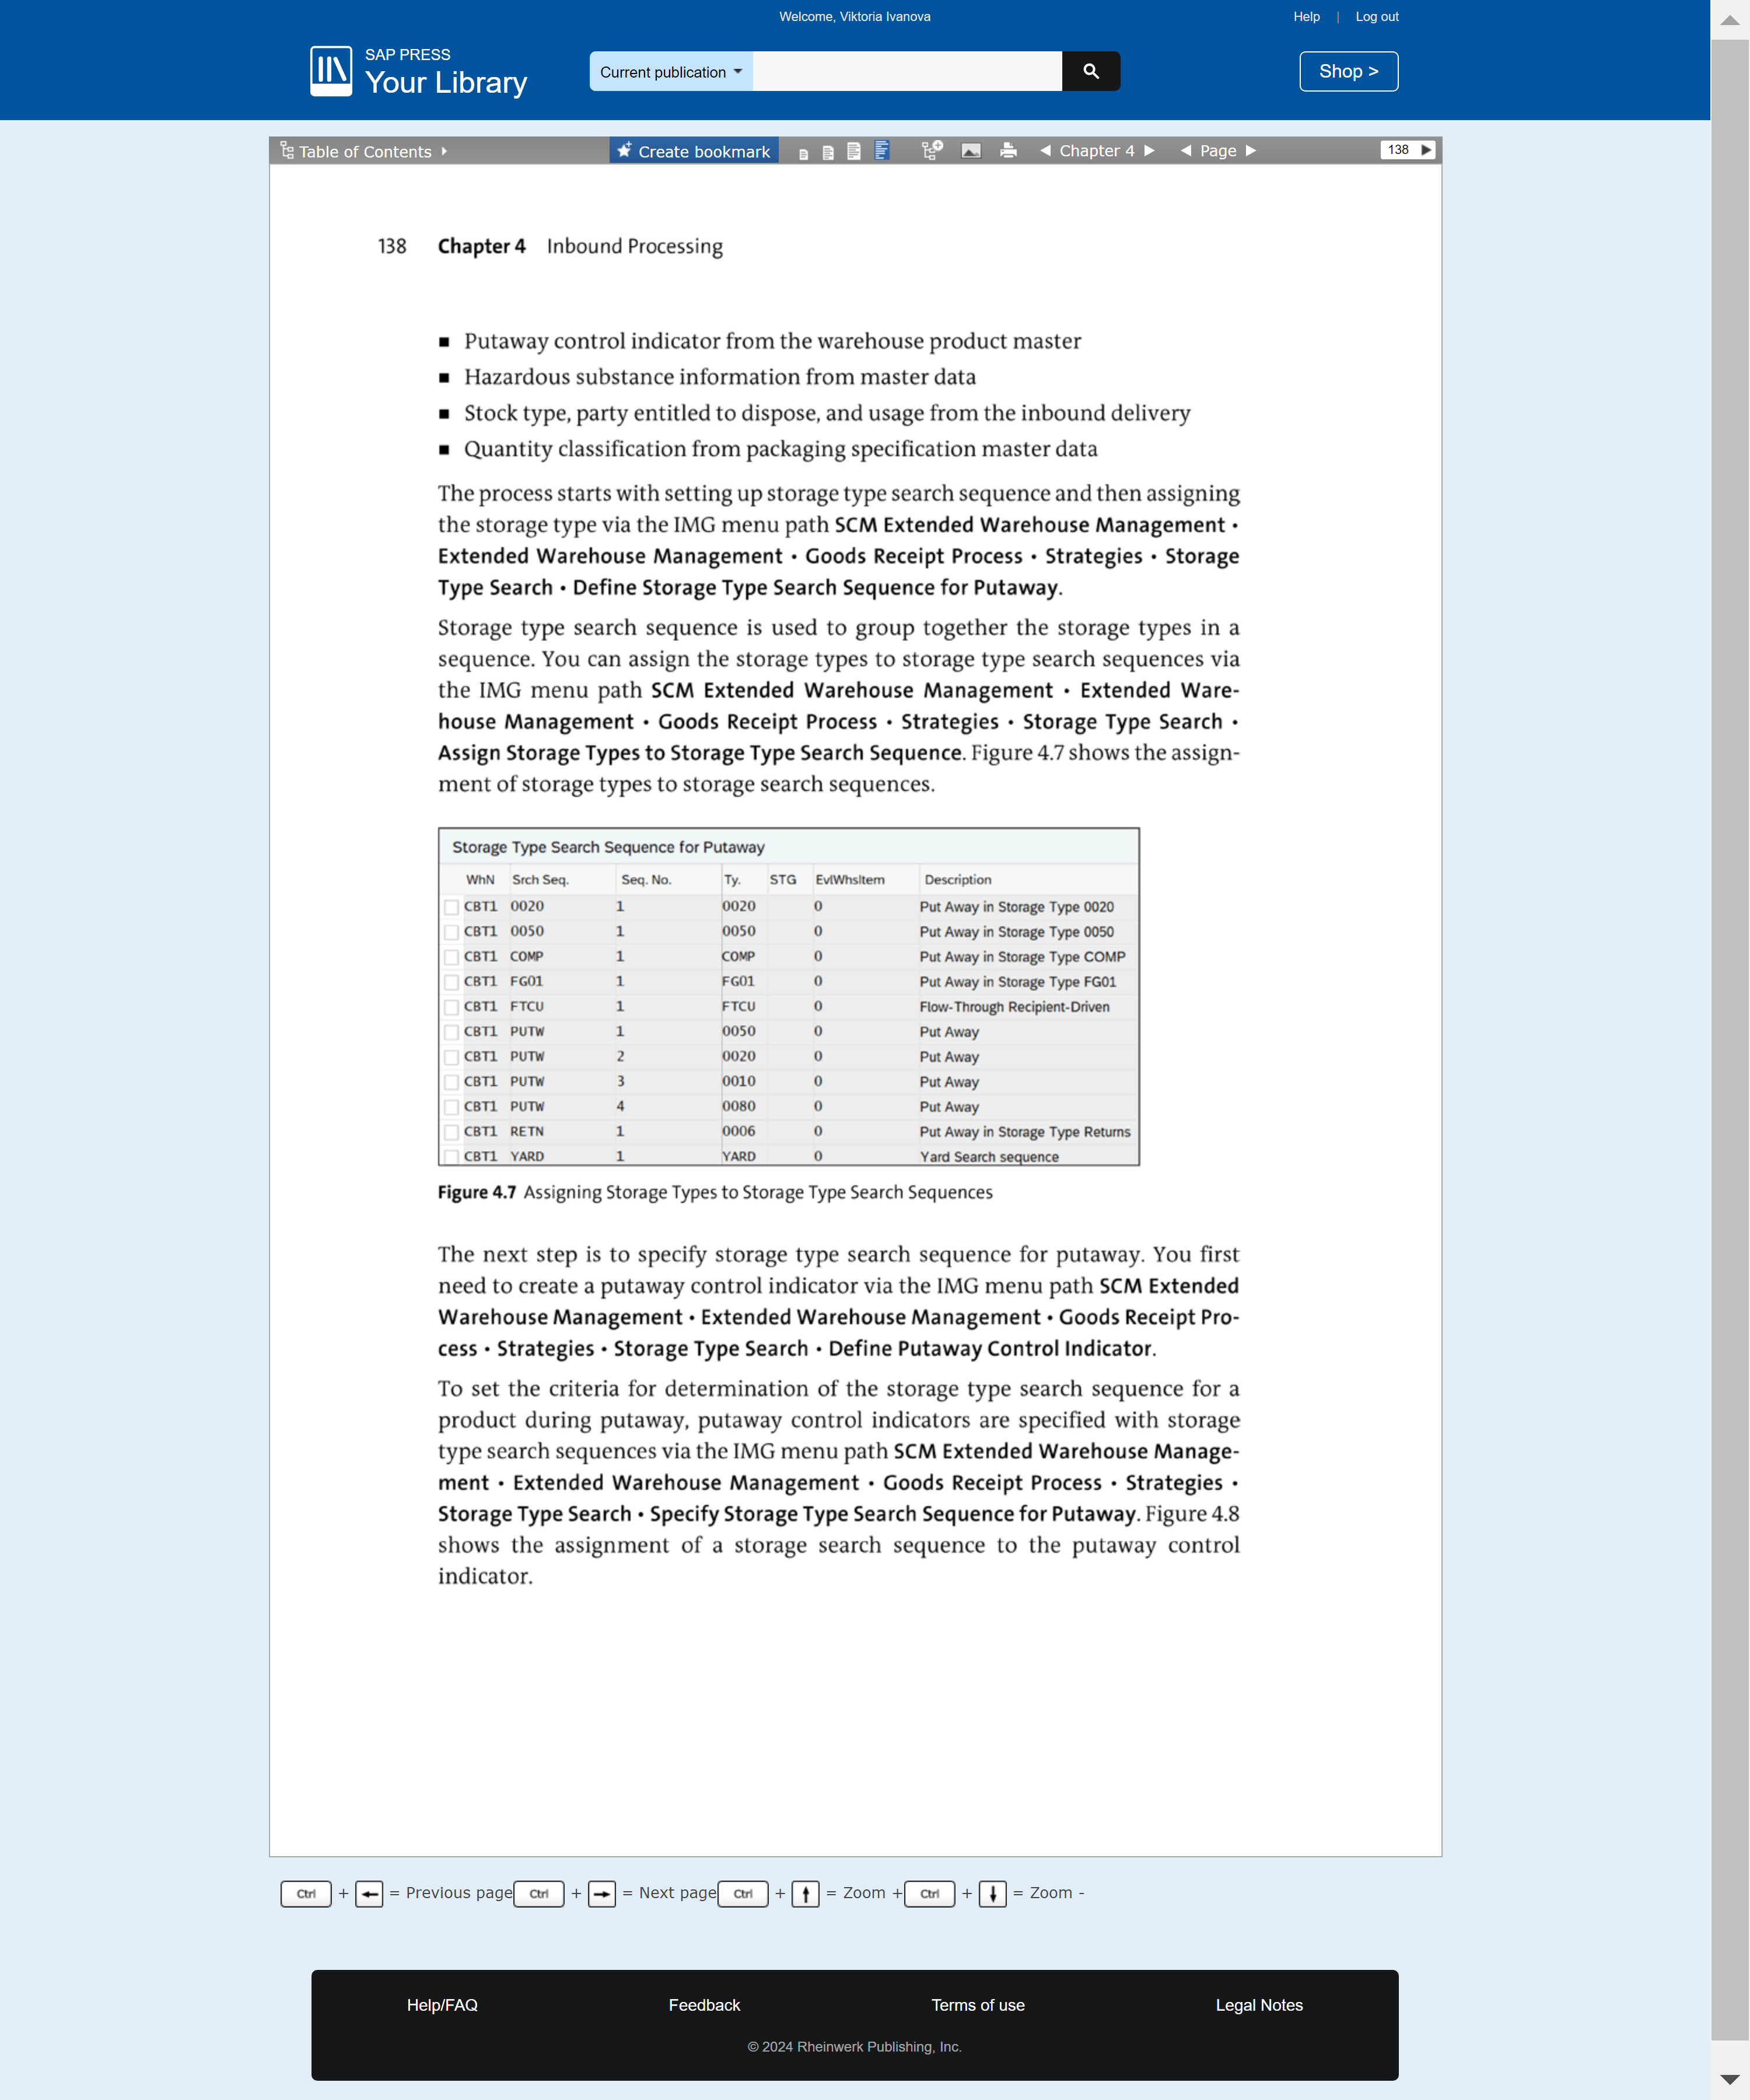 Welcome, Viktoria Ivanova
Help | Log out
SAP PRESS
Your Library
Current publication
Shop >
Table of Contents
Create bookmark
Chapter 4
Page
138
138 Chapter 4 Inbound Processing
■ Putaway control indicator from the warehouse product master
■ Hazardous substance information from master data
■ Stock type, party entitled to dispose, and usage from the inbound delivery
■ Quantity classification from packaging specification master data
The process starts with setting up storage type search sequence and then assigning
the storage type via the IMG menu path SCM Extended Warehouse Management •
Extended Warehouse Management • Goods Receipt Process • Strategies • Storage
Type Search • Define Storage Type Search Sequence for Putaway.
Storage type search sequence is used to group together the storage types in a
sequence. You can assign the storage types to storage type search sequences via
the IMG menu path SCM Extended Warehouse Management • Extended Ware-
house Management • Goods Receipt Process • Strategies • Storage Type Search •
Assign Storage Types to Storage Type Search Sequence. Figure 4.7 shows the assign-
ment of storage types to storage search sequences.
Storage Type Search Sequence for Putaway
WhN Srch Seq. Seq. No. Ty. STG EvlWhsItem Description
CBT1 0020 1 0020 0 Put Away in Storage Type 0020
CBT1 0050 1 0050 0 Put Away in Storage Type 0050
CBT1 COMP 1 COMP 0 Put Away in Storage Type COMP
CBT1 FG01 1 FG01 0 Put Away in Storage Type FG01
CBT1 FTCU 1 FTCU 0 Flow-Through Recipient-Driven
CBT1 PUTW 1 0050 0 Put Away
CBT1 PUTW 2 0020 0 Put Away
CBT1 PUTW 3 0010 0 Put Away
CBT1 PUTW 4 0080 0 Put Away
CBT1 RETN 1 0006 0 Put Away in Storage Type Returns
CBT1 YARD 1 YARD 0 Yard Search sequence
Figure 4.7 Assigning Storage Types to Storage Type Search Sequences
The next step is to specify storage type search sequence for putaway. You first
need to create a putaway control indicator via the IMG menu path SCM Extended
Warehouse Management • Extended Warehouse Management • Goods Receipt Pro-
cess • Strategies • Storage Type Search • Define Putaway Control Indicator.
To set the criteria for determination of the storage type search sequence for a
product during putaway, putaway control indicators are specified with storage
type search sequences via the IMG menu path SCM Extended Warehouse Manage-
ment • Extended Warehouse Management • Goods Receipt Process • Strategies •
Storage Type Search • Specify Storage Type Search Sequence for Putaway. Figure 4.8
shows the assignment of a storage search sequence to the putaway control
indicator.
Ctrl + ← = Previous page Ctrl + → = Next page Ctrl + ↑ = Zoom + Ctrl + ↓ = Zoom -
Help/FAQ Feedback Terms of use Legal Notes
© 2024 Rheinwerk Publishing, Inc.